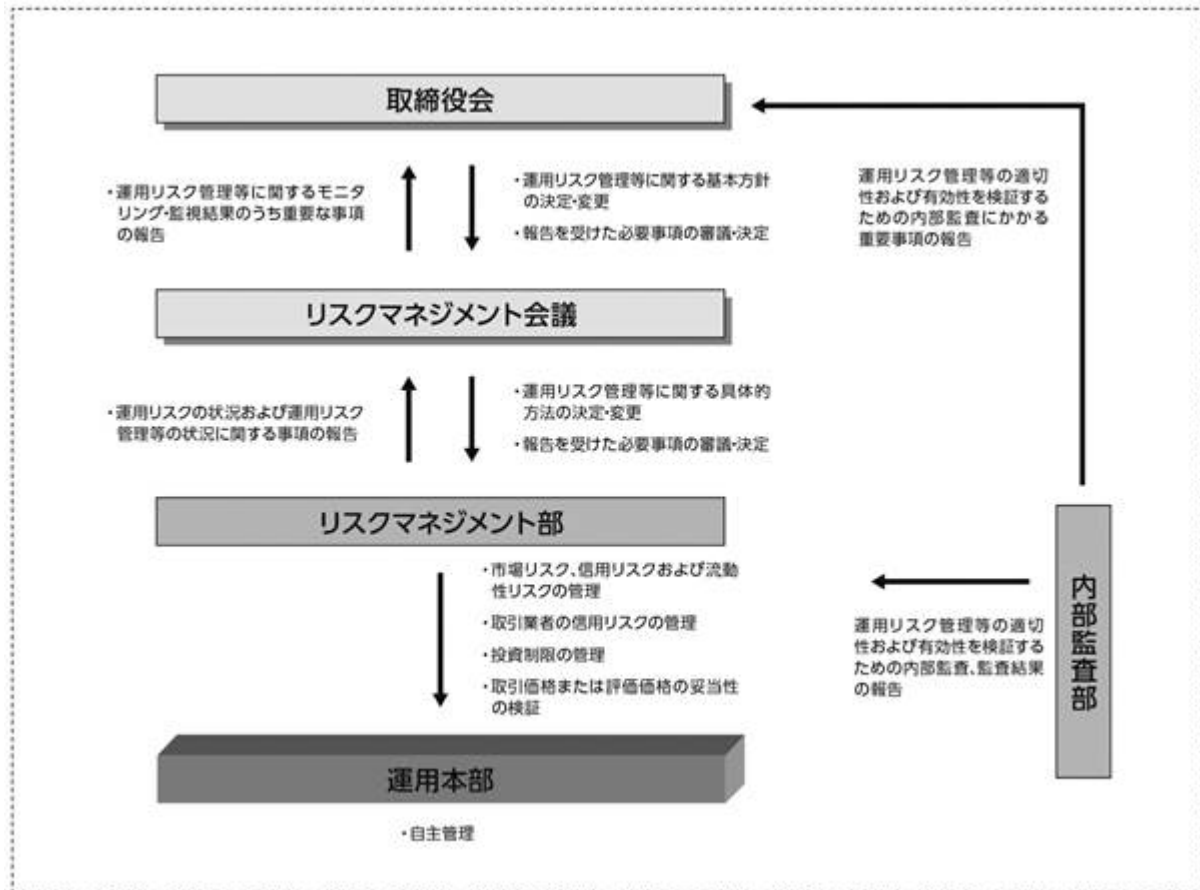 取締役会
・運用リスク管理等に関するモニタ
リング・監視結果のうち重要な事項
の報告
・運用リスク管理等に関する基本方針
の決定・変更
・報告を受けた必要事項の審議・決定
運用リスク管理等の適切
性および有効性を検証する
ための内部監査にかかる
重要事項の報告
リスクマネジメント会議
・運用リスクの状況および運用リスク
管理等の状況に関する事項の報告
・運用リスク管理等に関する具体的
方法の決定・変更
・報告を受けた必要事項の審議・決定
リスクマネジメント部
・市場リスク、信用リスクおよび流動
性リスクの管理
・取引業者の信用リスクの管理
・投資制限の管理
・取引価格または評価価格の妥当性
の検証
運用リスク管理等の適切
性および有効性を検証する
ための内部監査、監査結果
の報告
内部監査部
運用本部
・自主管理